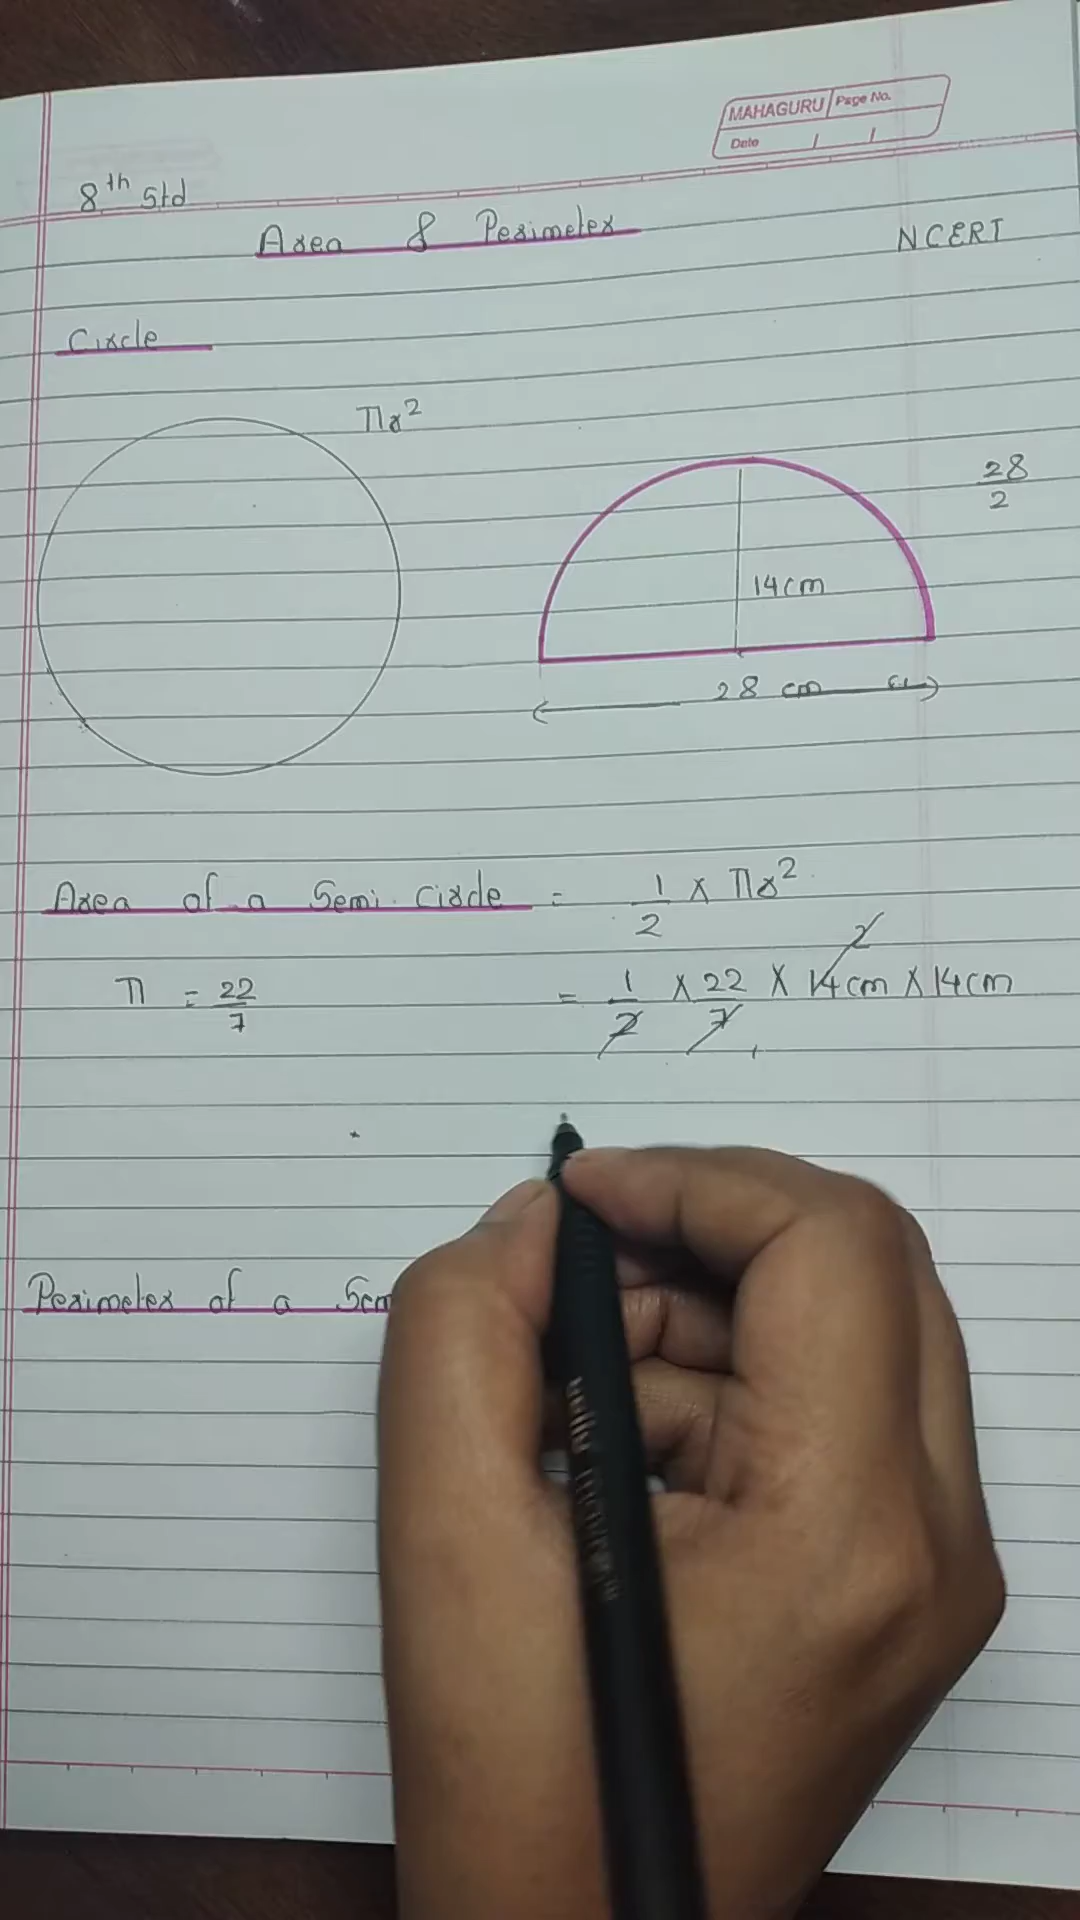 MAHAGURU Page No.
Date / /
8th Std
Area & Perimeter
NCERT
Circle
πr²
28/2
14cm
28 cm
Area of a Semi Circle = 1/2 × πr²
2
π = 22/7
= 1/2 × 22/7 × 14cm × 14cm
1
Perimeter of a Sem